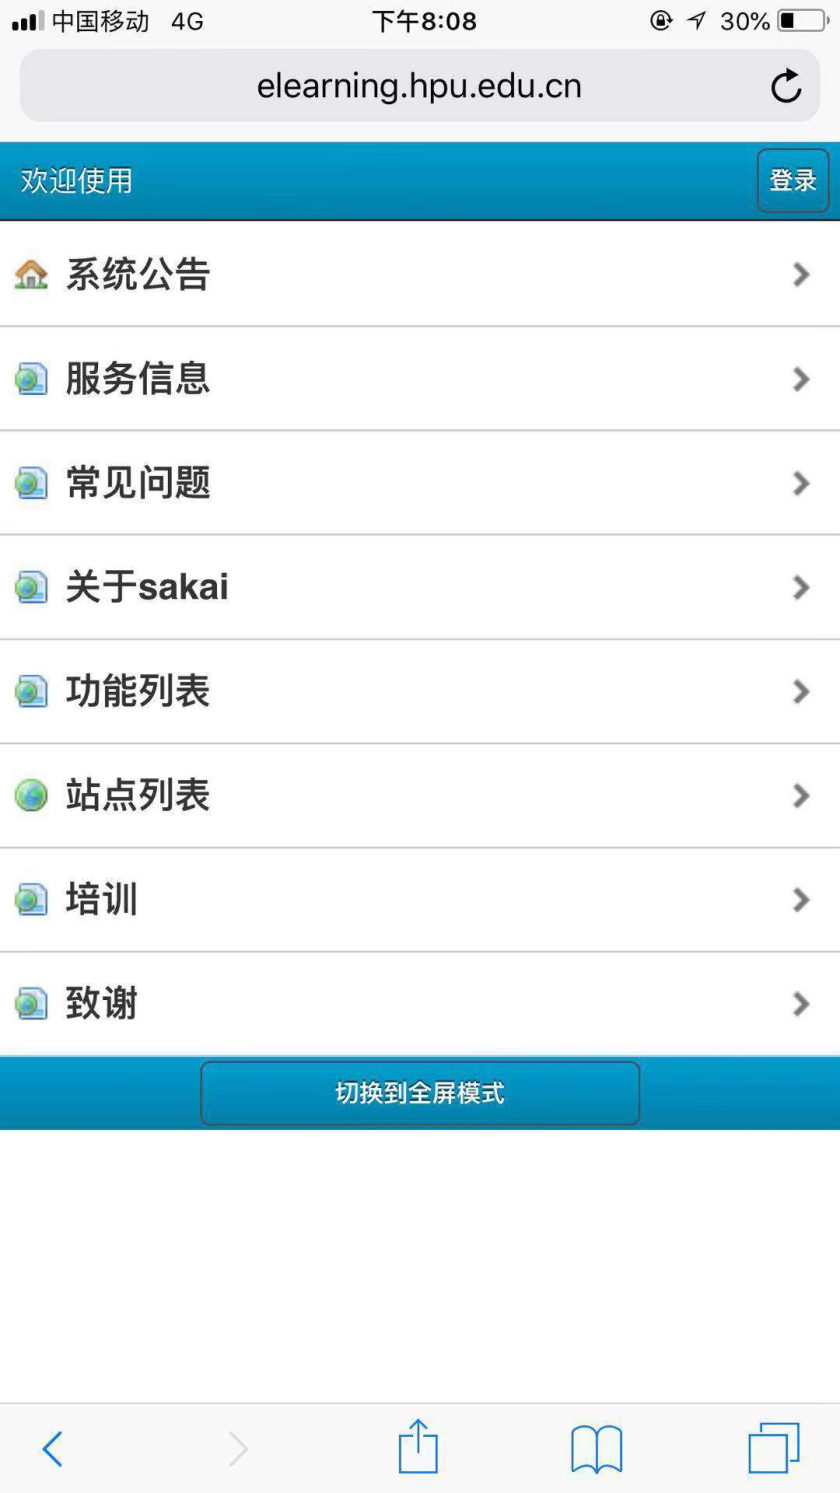 中国移动 4G 下午8:08 30%
elearning.hpu.edu.cn
欢迎使用 登录
系统公告
服务信息
常见问题
关于sakai
功能列表
站点列表
培训
致谢
切换到全屏模式